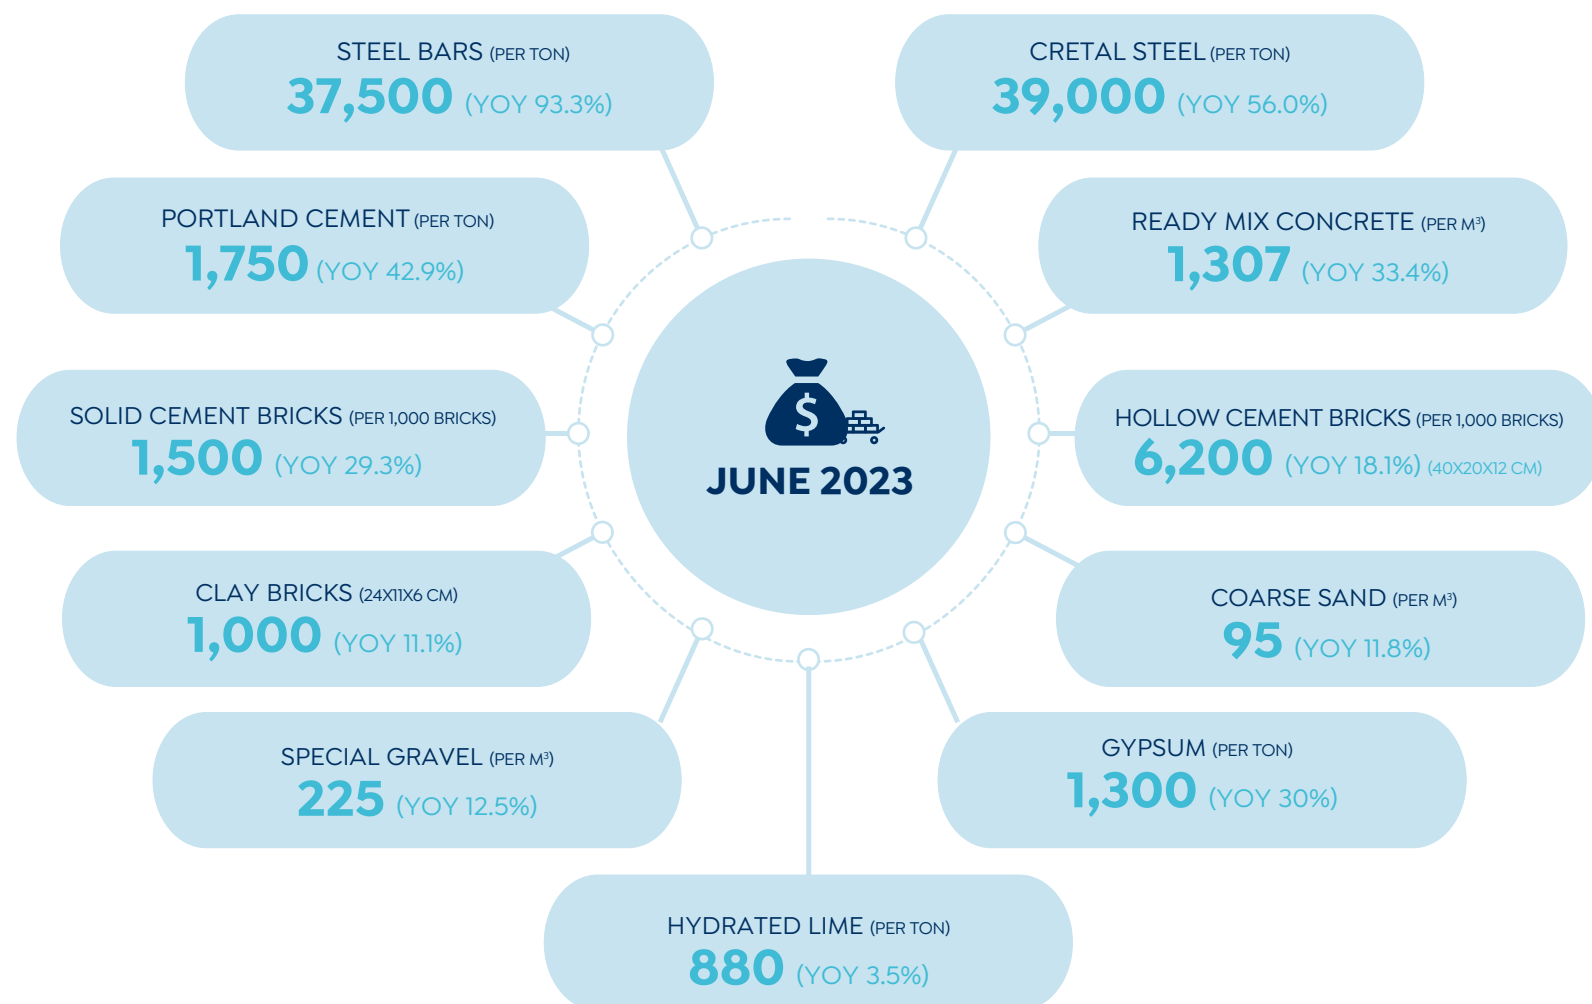 STEEL BARS (PER TON)
37,500 (YOY 93.3%)
CRETAL STEEL (PER TON)
39,000 (YOY 56.0%)
PORTLAND CEMENT (PER TON)
1,750 (YOY 42.9%)
READY MIX CONCRETE (PER M³)
1,307 (YOY 33.4%)
SOLID CEMENT BRICKS (PER 1,000 BRICKS)
1,500 (YOY 29.3%)
$
JUNE 2023
HOLLOW CEMENT BRICKS (PER 1,000 BRICKS)
6,200 (YOY 18.1%) (40X20X12 CM)
CLAY BRICKS (24X11X6 CM)
1,000 (YOY 11.1%)
COARSE SAND (PER M³)
95 (YOY 11.8%)
SPECIAL GRAVEL (PER M³)
225 (YOY 12.5%)
GYPSUM (PER TON)
1,300 (YOY 30%)
HYDRATED LIME (PER TON)
880 (YOY 3.5%)